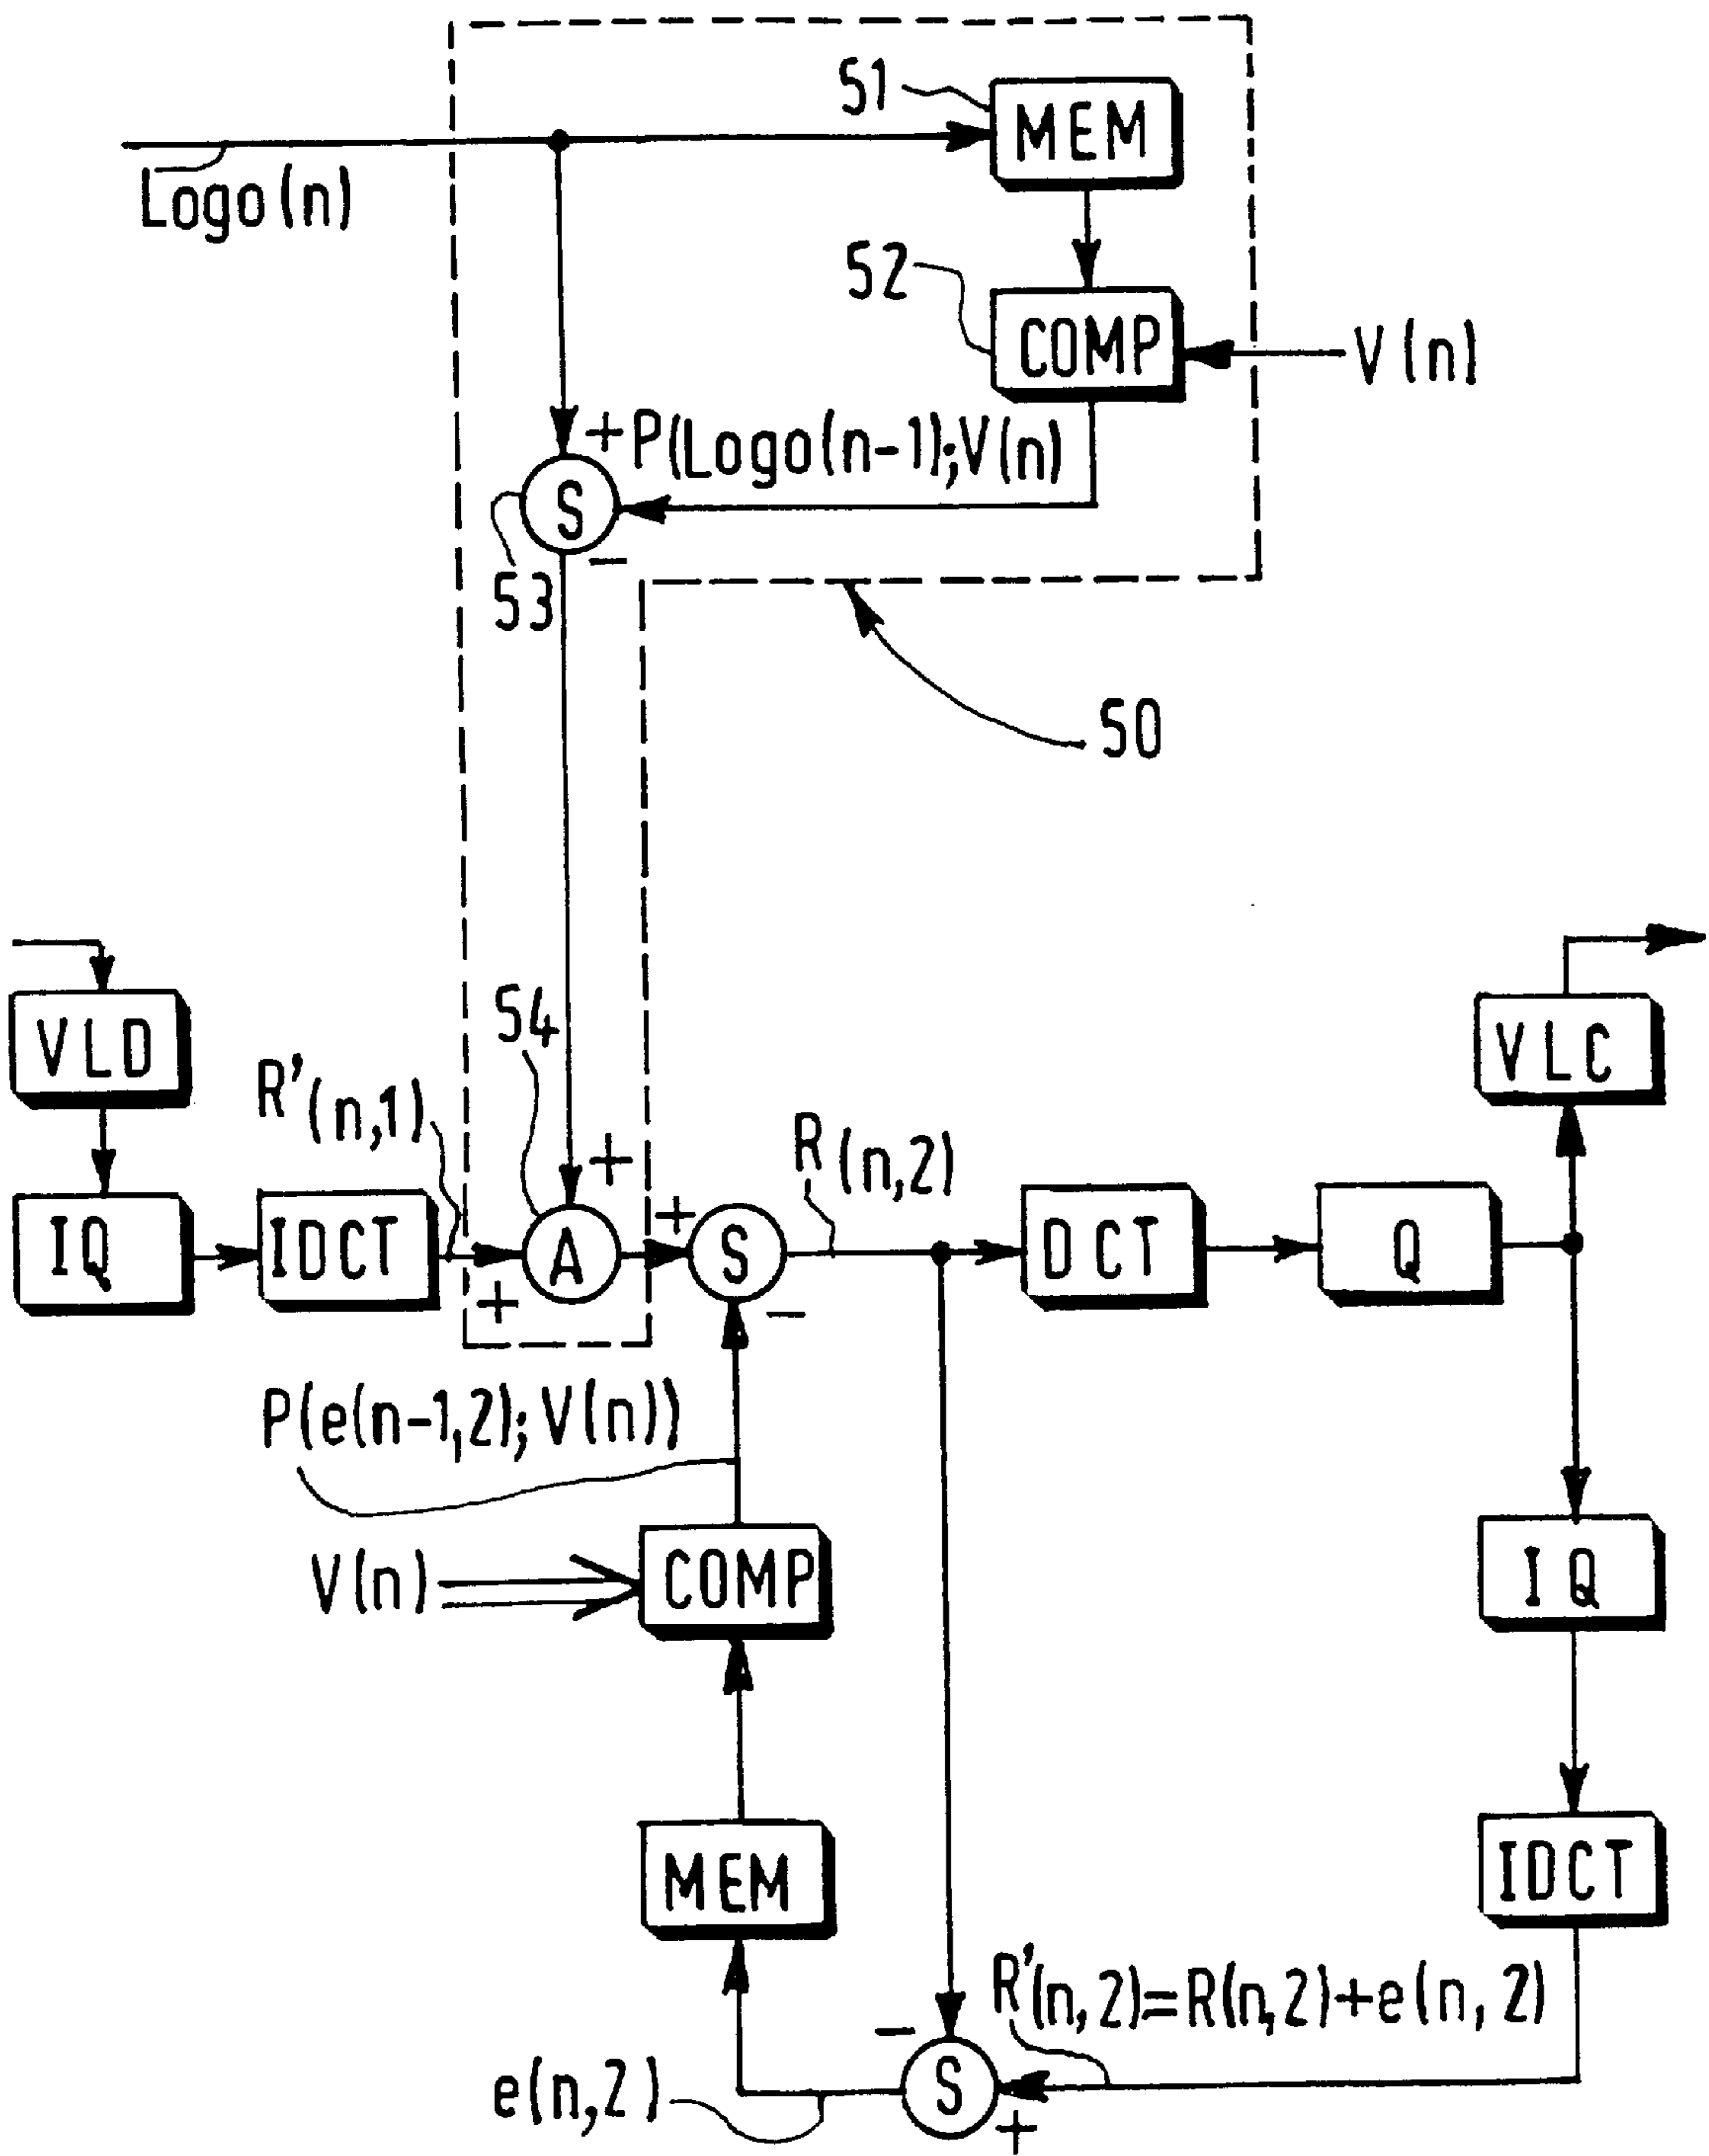 51
MEM
Logo(n)
52
COMP
V(n)
+
P(Logo(n-1);V(n)
S
−
53
50
VLD
54
VLC
R'(n,1)
+
R(n,2)
IQ
IDCT
A
+
+
S
−
DCT
Q
P(e(n-1,2);V(n))
V(n)
COMP
IQ
MEM
IDCT
R'(n,2)=R(n,2)+e(n,2)
−
S
+
e(n,2)